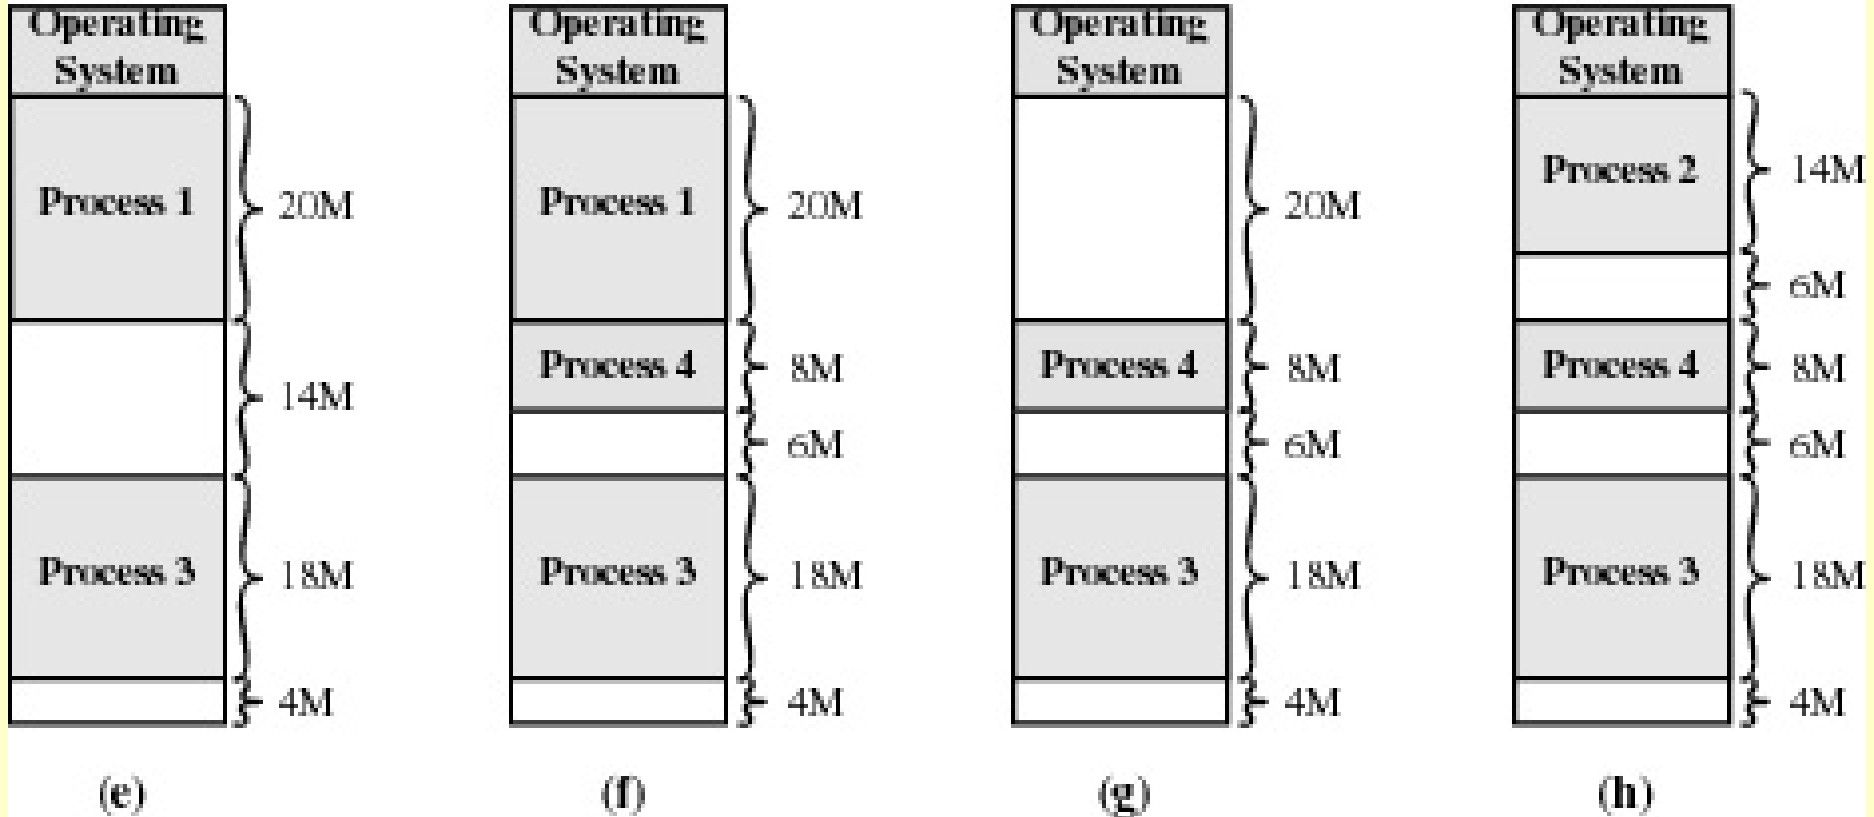 Operating
System
Process 1
20M
14M
Process 3
18M
4M
(e)
Operating
System
Process 1
20M
Process 4
8M
6M
Process 3
18M
4M
(f)
Operating
System
20M
Process 4
8M
6M
Process 3
18M
4M
(g)
Operating
System
Process 2
14M
6M
Process 4
8M
6M
Process 3
18M
4M
(h)